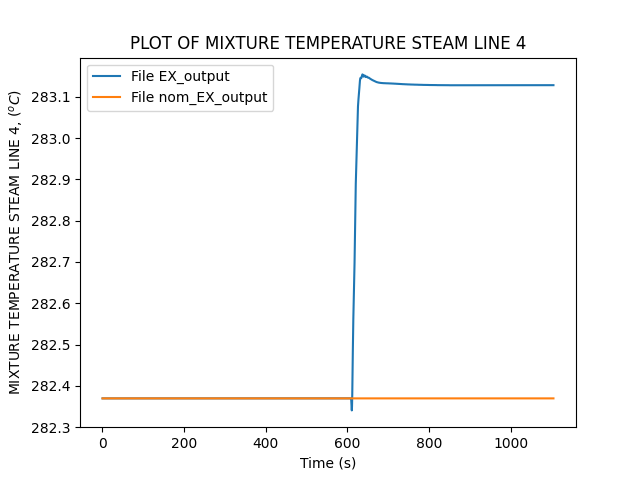 PLOT OF MIXTURE TEMPERATURE STEAM LINE 4
File EX_output
File nom_EX_output
MIXTURE TEMPERATURE STEAM LINE 4, (°C)
283.1
283.0
282.9
282.8
282.7
282.6
282.5
282.4
282.3
0 200 400 600 800 1000
Time (s)